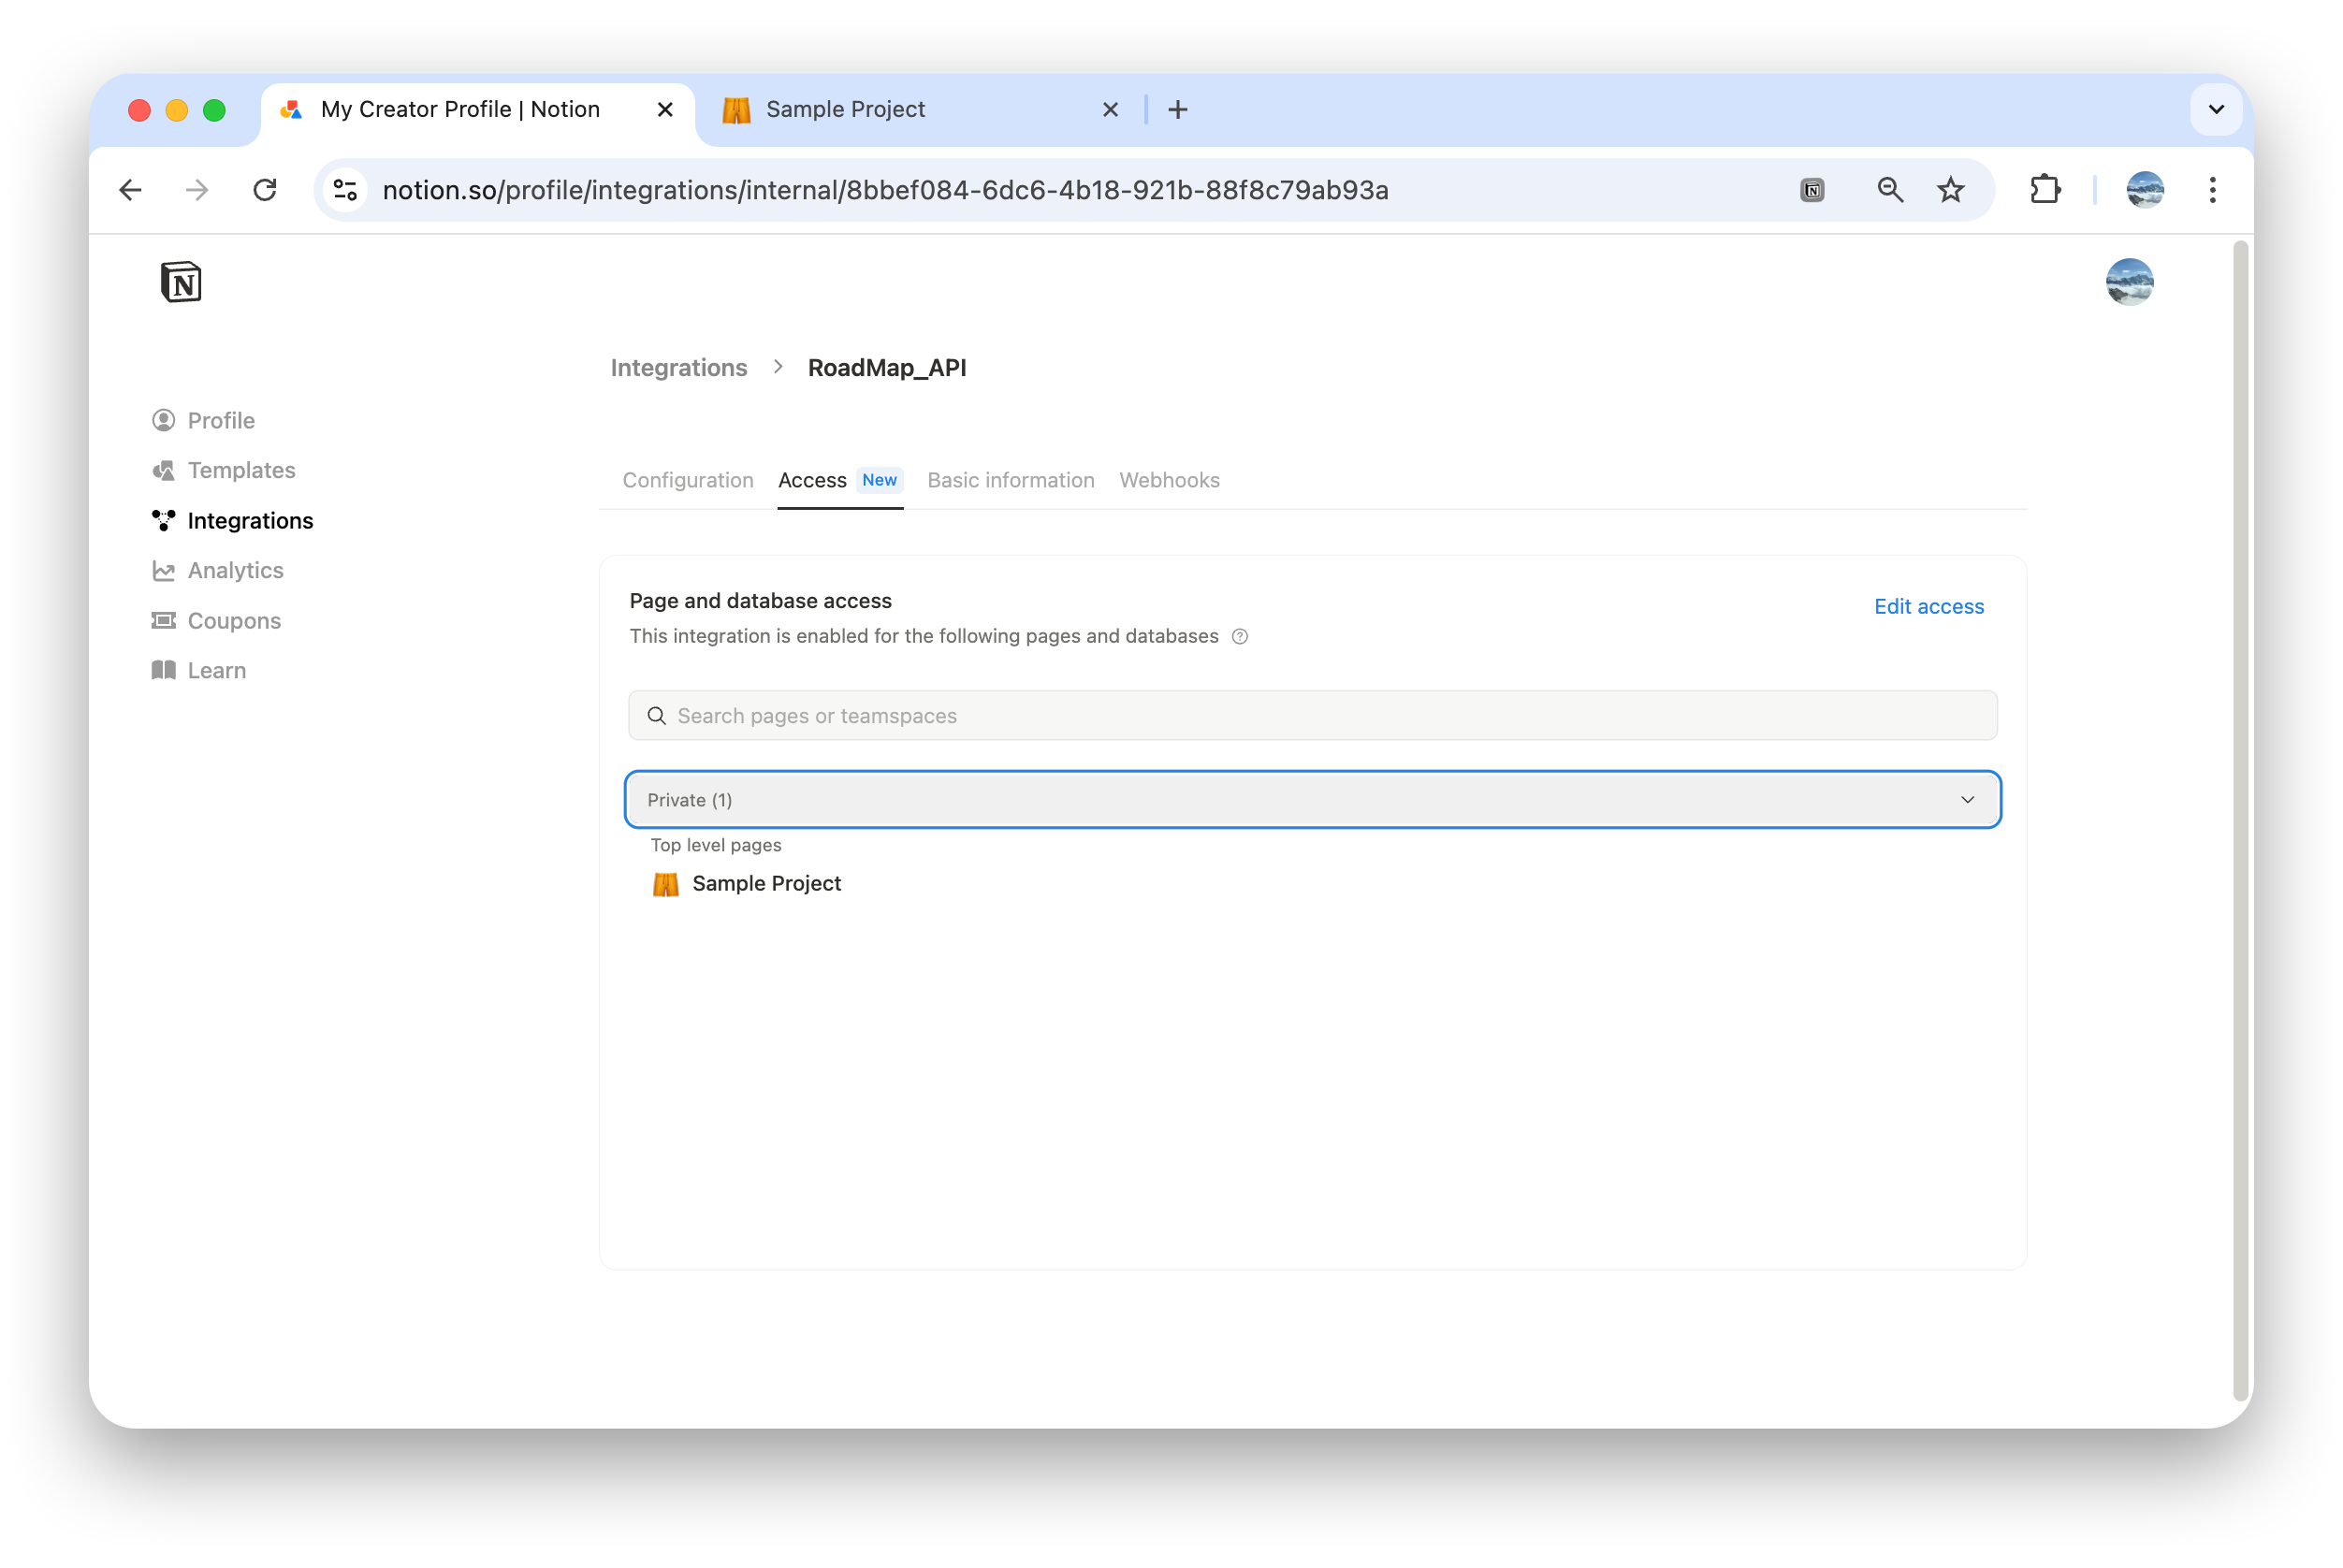 My Creator Profile | Notion
Sample Project
notion.so/profile/integrations/internal/8bbef084-6dc6-4b18-921b-88f8c79ab93a
Integrations > RoadMap_API
Profile
Templates
Integrations
Analytics
Coupons
Learn
Configuration Access New Basic information Webhooks
Page and database access
Edit access
This integration is enabled for the following pages and databases ?
Search pages or teamspaces
Private (1)
Top level pages
Sample Project